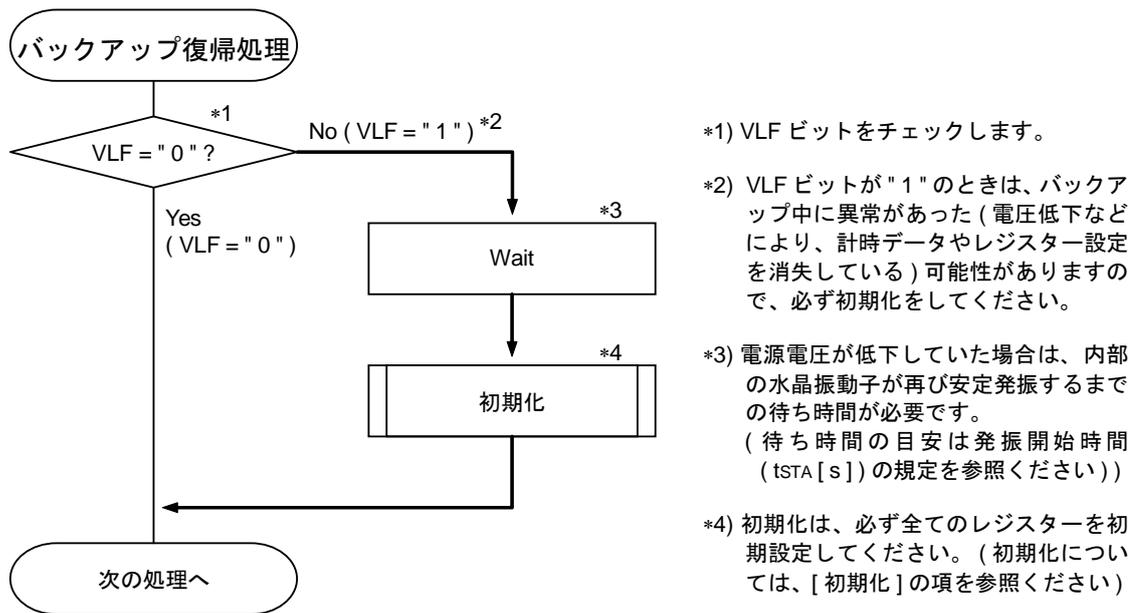 バックアップ復帰処理
*1
VLF = " 0 " ?
No ( VLF = " 1 " ) *2
Yes
( VLF = " 0 " )
*3
Wait
*4
初期化
次の処理へ
*1) VLF ビットをチェックします。
*2) VLF ビットが " 1 " のときは、バックア
ップ中に異常があった ( 電圧低下など
により、計時データやレジスター設定
を消失している ) 可能性がありますの
で、必ず初期化をしてください。
*3) 電源電圧が低下していた場合は、内部
の水晶振動子が再び安定発振するまで
の待ち時間が必要です。
( 待ち時間の目安は発振開始時間
( tSTA [ s ] ) の規定を参照ください ) )
*4) 初期化は、必ず全てのレジスターを初
期設定してください。 ( 初期化につい
ては、[ 初期化 ] の項を参照ください )